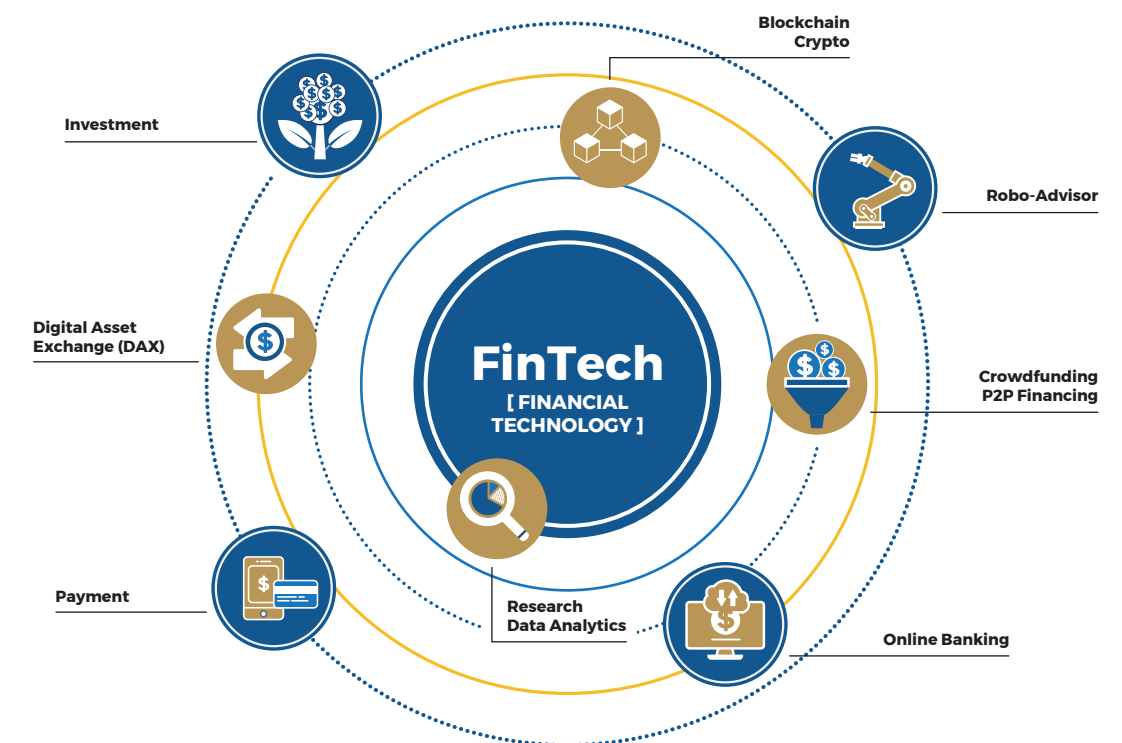 Blockchain
Crypto
Investment
Robo-Advisor
Digital Asset
Exchange (DAX)
FinTech
[ FINANCIAL
TECHNOLOGY ]
Crowdfunding
P2P Financing
Payment
Research
Data Analytics
Online Banking